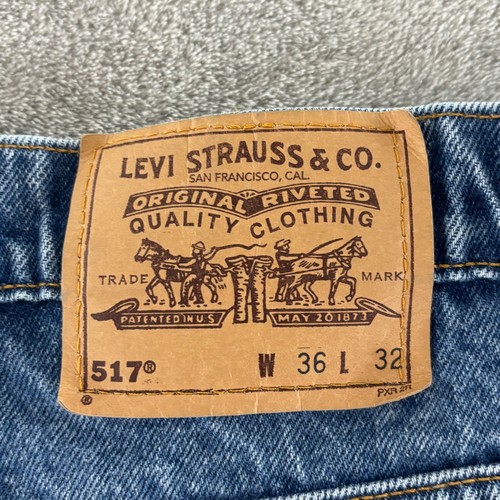 LEVI STRAUSS & CO.
SAN FRANCISCO, CAL.
ORIGINAL RIVETED
QUALITY CLOTHING
TRADE MARK
PATENTED IN U.S. MAY 20 1873
517® W 36 L 32
®